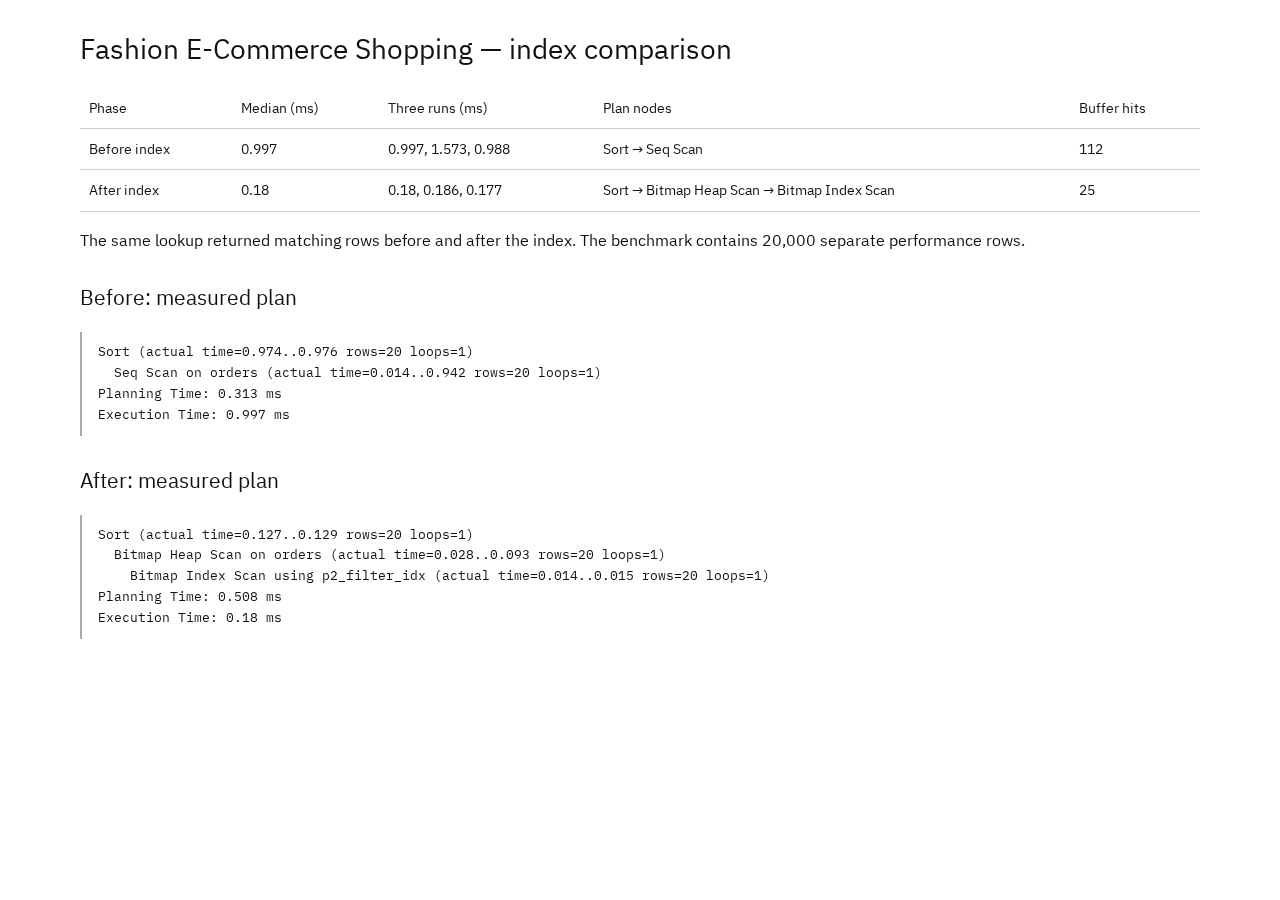 Fashion E-Commerce Shopping — index comparison
Phase Median (ms) Three runs (ms) Plan nodes Buffer hits
Before index 0.997 0.997, 1.573, 0.988 Sort → Seq Scan 112
After index 0.18 0.18, 0.186, 0.177 Sort → Bitmap Heap Scan → Bitmap Index Scan 25
The same lookup returned matching rows before and after the index. The benchmark contains 20,000 separate performance rows.
Before: measured plan
Sort (actual time=0.974..0.976 rows=20 loops=1)
  Seq Scan on orders (actual time=0.014..0.942 rows=20 loops=1)
Planning Time: 0.313 ms
Execution Time: 0.997 ms
After: measured plan
Sort (actual time=0.127..0.129 rows=20 loops=1)
  Bitmap Heap Scan on orders (actual time=0.028..0.093 rows=20 loops=1)
    Bitmap Index Scan using p2_filter_idx (actual time=0.014..0.015 rows=20 loops=1)
Planning Time: 0.508 ms
Execution Time: 0.18 ms